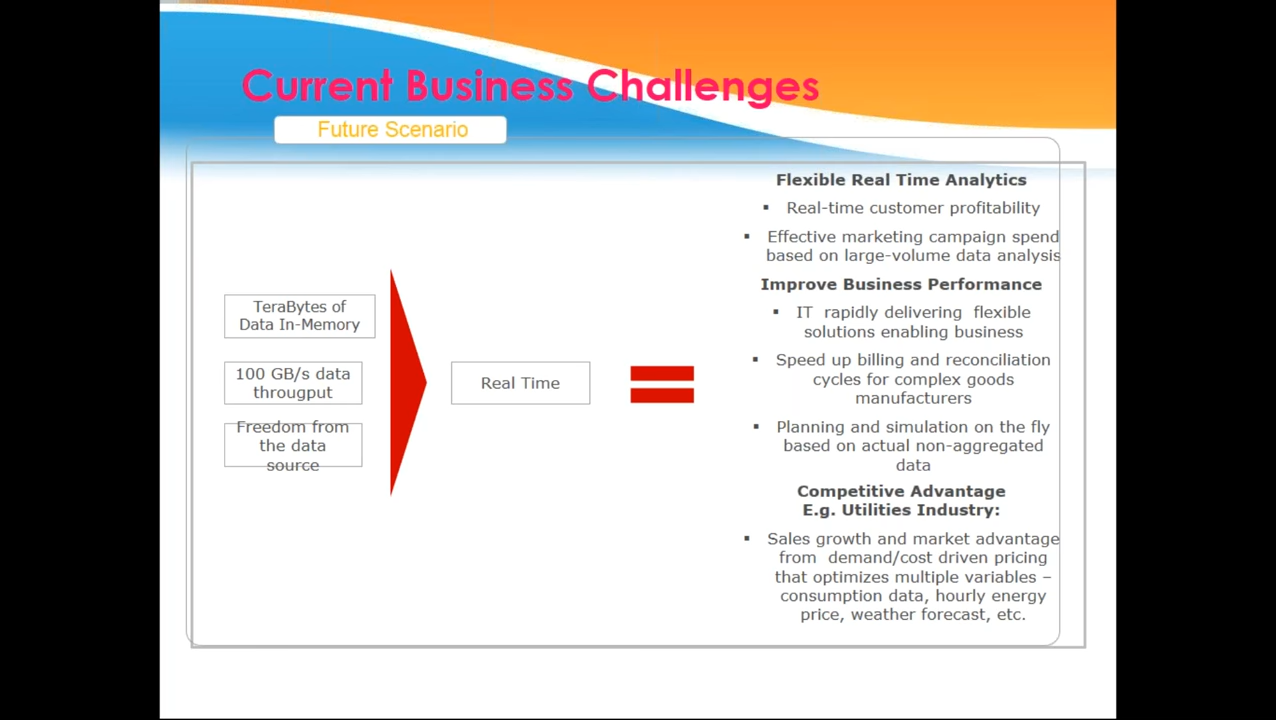 Current Business Challenges
Future Scenario
TeraBytes of
Data In-Memory
100 GB/s data
througput
Freedom from
the data
source
Real Time
Flexible Real Time Analytics
▪ Real-time customer profitability
▪ Effective marketing campaign spend
based on large-volume data analysis
Improve Business Performance
▪ IT rapidly delivering flexible
solutions enabling business
▪ Speed up billing and reconciliation
cycles for complex goods
manufacturers
▪ Planning and simulation on the fly
based on actual non-aggregated
data
Competitive Advantage
E.g. Utilities Industry:
▪ Sales growth and market advantage
from demand/cost driven pricing
that optimizes multiple variables –
consumption data, hourly energy
price, weather forecast, etc.